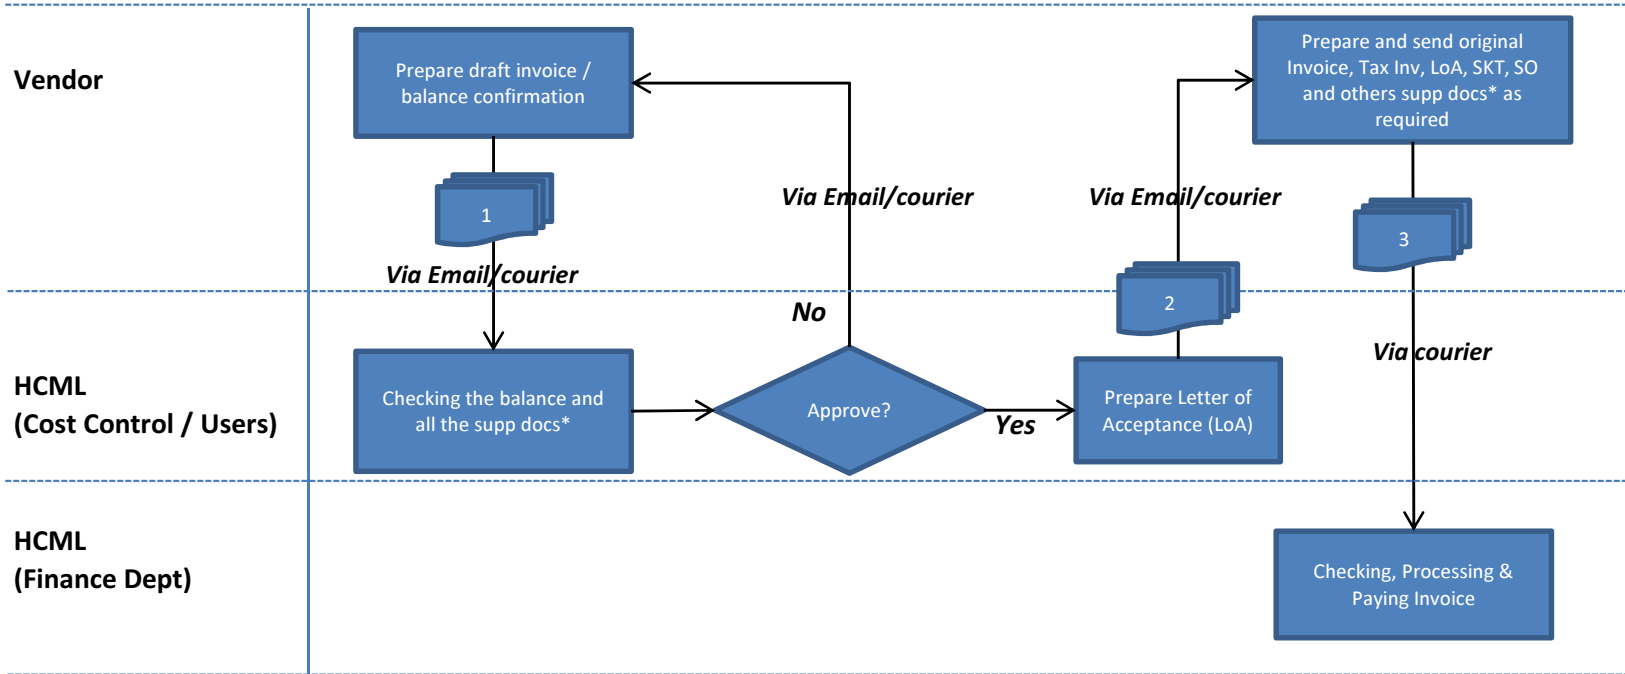 Vendor
Prepare draft invoice /
balance confirmation
1
Via Email/courier
Via Email/courier
Via Email/courier
Prepare and send original
Invoice, Tax Inv, LoA, SKT, SO
and others supp docs* as
required
3
2
Via courier
HCML
(Cost Control / Users)
Checking the balance and
all the supp docs*
No
Approve?
Yes
Prepare Letter of
Acceptance (LoA)
HCML
(Finance Dept)
Checking, Processing &
Paying Invoice